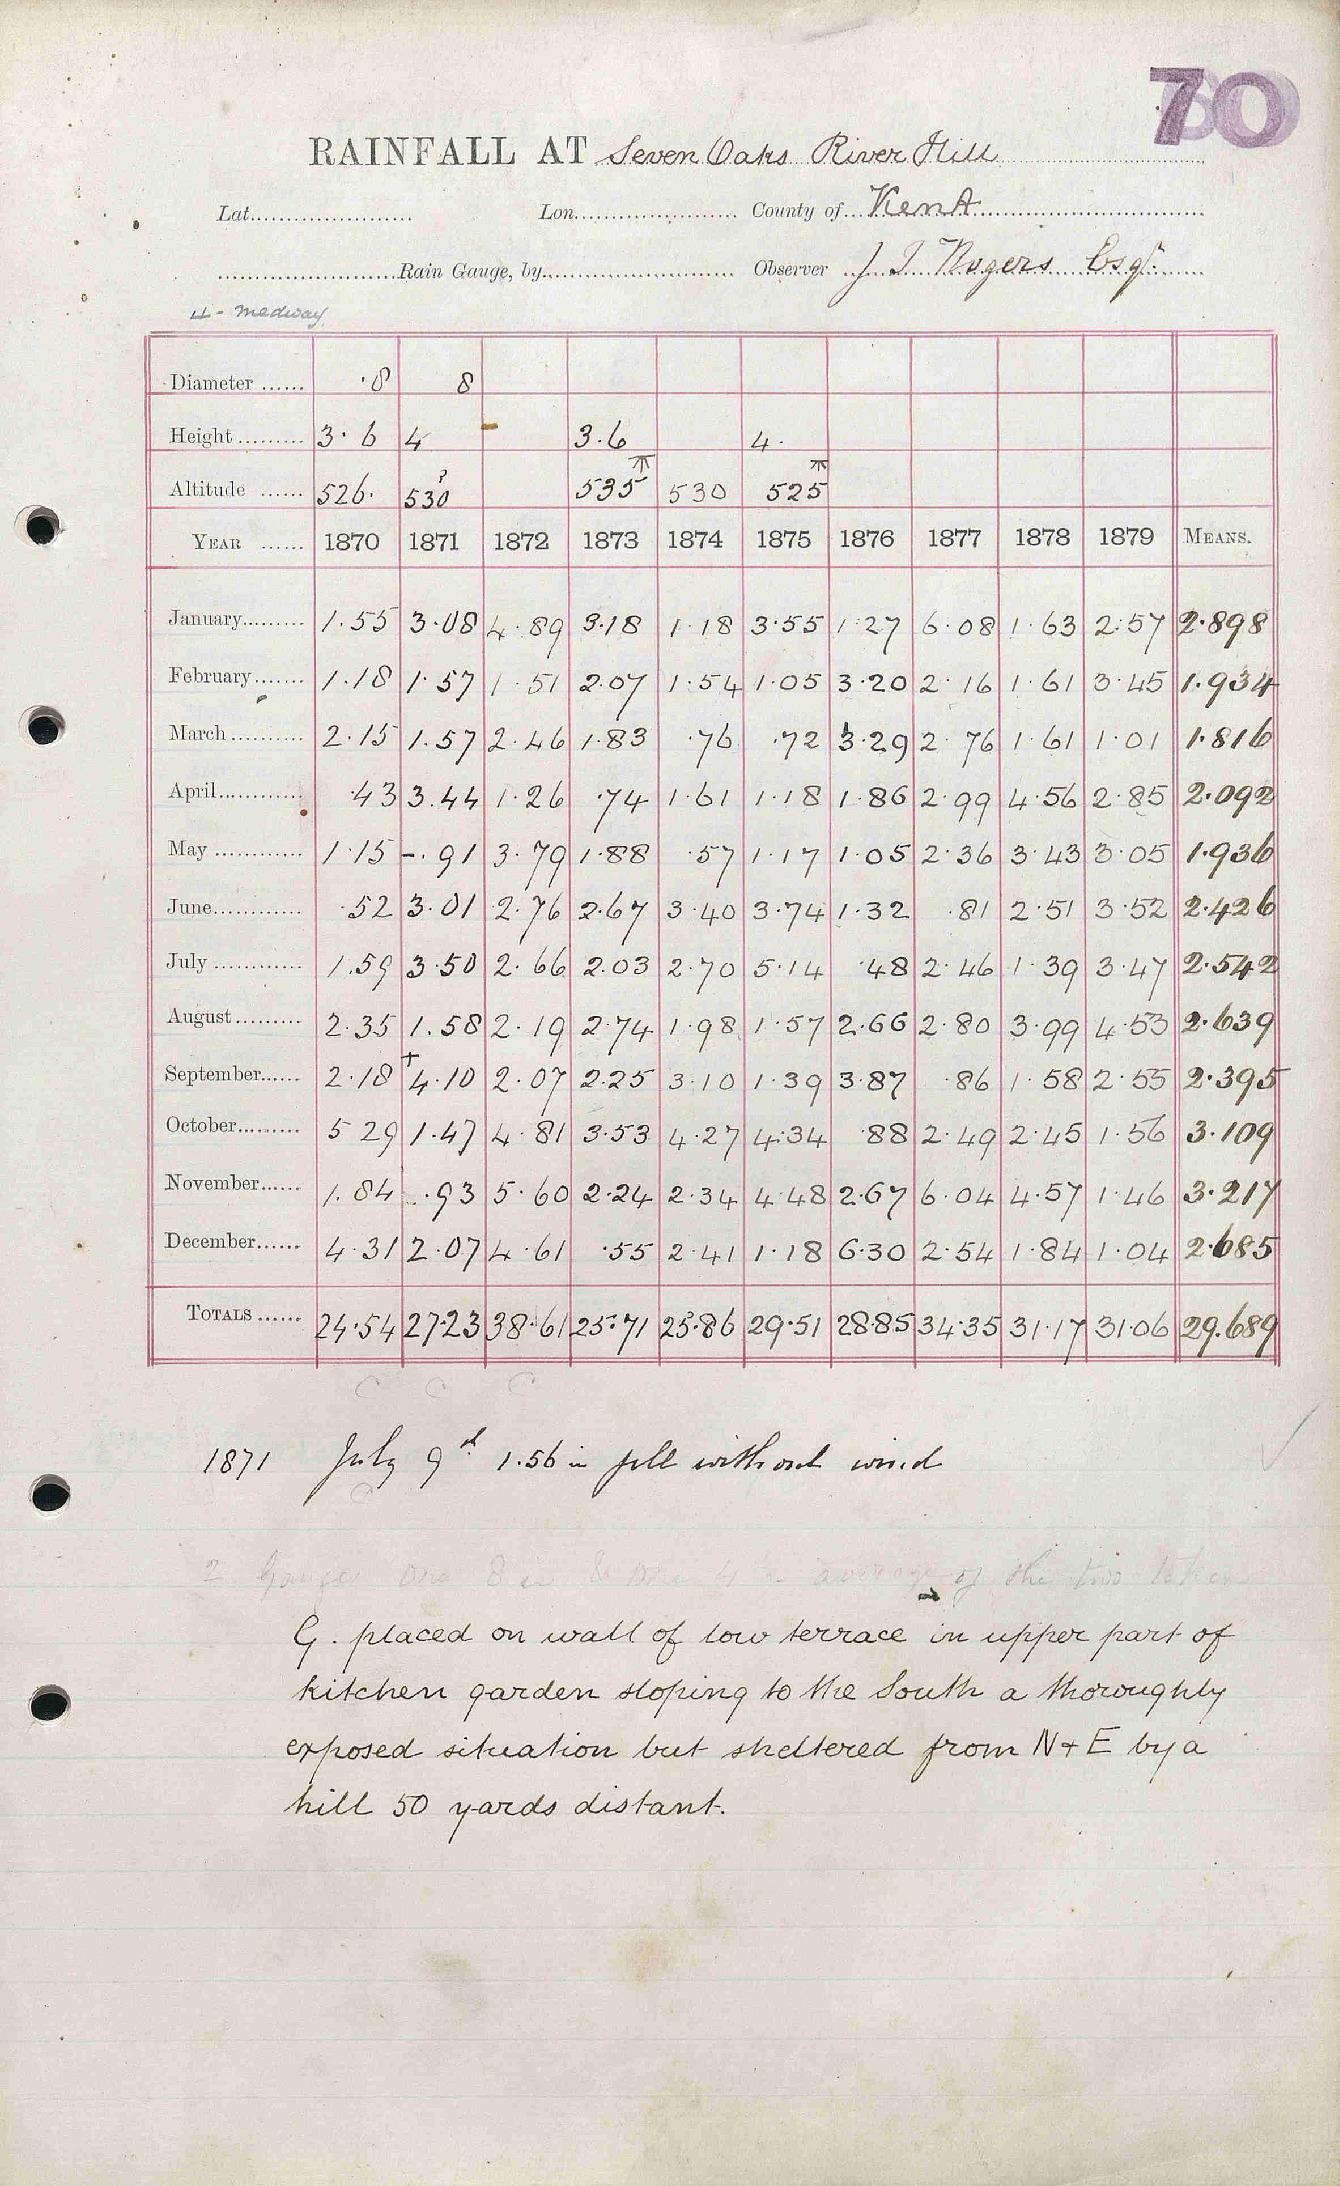 70
RAINFALL AT Seven Oaks River Hill
Lat. Lon. County of Kent
Rain Gauge, by Observer J T Rogers Esqr.
4 - Medway
Diameter 8 8
Height 3.6 4 3.6 4.
Altitude 526. 530 ? 535 530 525
YEAR 1870 1871 1872 1873 1874 1875 1876 1877 1878 1879 MEANS.
January 1.55 3.08 4.89 3.18 1.18 3.55 1.27 6.08 1.63 2.57 2.898
February 1.18 1.57 1.51 2.07 1.54 1.05 3.20 2.16 1.61 3.45 1.934
March 2.15 1.57 2.46 1.83 .76 .72 3.29 2.76 1.61 1.01 1.816
April .43 3.44 1.26 .74 1.61 1.18 1.86 2.99 4.56 2.85 2.092
May 1.15 -.91 3.79 1.88 .57 1.17 1.05 2.36 3.43 3.05 1.936
June .52 3.01 2.76 2.67 3.40 3.74 1.32 .81 2.51 3.52 2.426
July 1.59 3.50 2.66 2.03 2.70 5.14 .48 2.46 1.39 3.47 2.542
August 2.35 1.58 2.19 2.74 1.98 1.57 2.66 2.80 3.99 4.53 2.639
September 2.18 +4.10 2.07 2.25 3.10 1.39 3.87 .86 1.58 2.55 2.395
October 5 29 1.47 4.81 3.53 4.27 4.34 .88 2.49 2.45 1.56 3.109
November 1.84 .93 5.60 2.24 2.34 4.48 2.67 6.04 4.57 1.46 3.217
December 4.31 2.07 4.61 .55 2.41 1.18 6.30 2.54 1.84 1.04 2.685
TOTALS 24.54 27.23 38.61 25.71 25.86 29.51 28.85 34.35 31.17 31.06 29.689
1871 July 9th 1.56 in fell without wind
2 Gauges one 8 in & one 4 in average of the two taken
G. placed on wall of low terrace in upper part of
kitchen garden sloping to the South a thoroughly
exposed situation but sheltered from N + E by a
hill 50 yards distant.